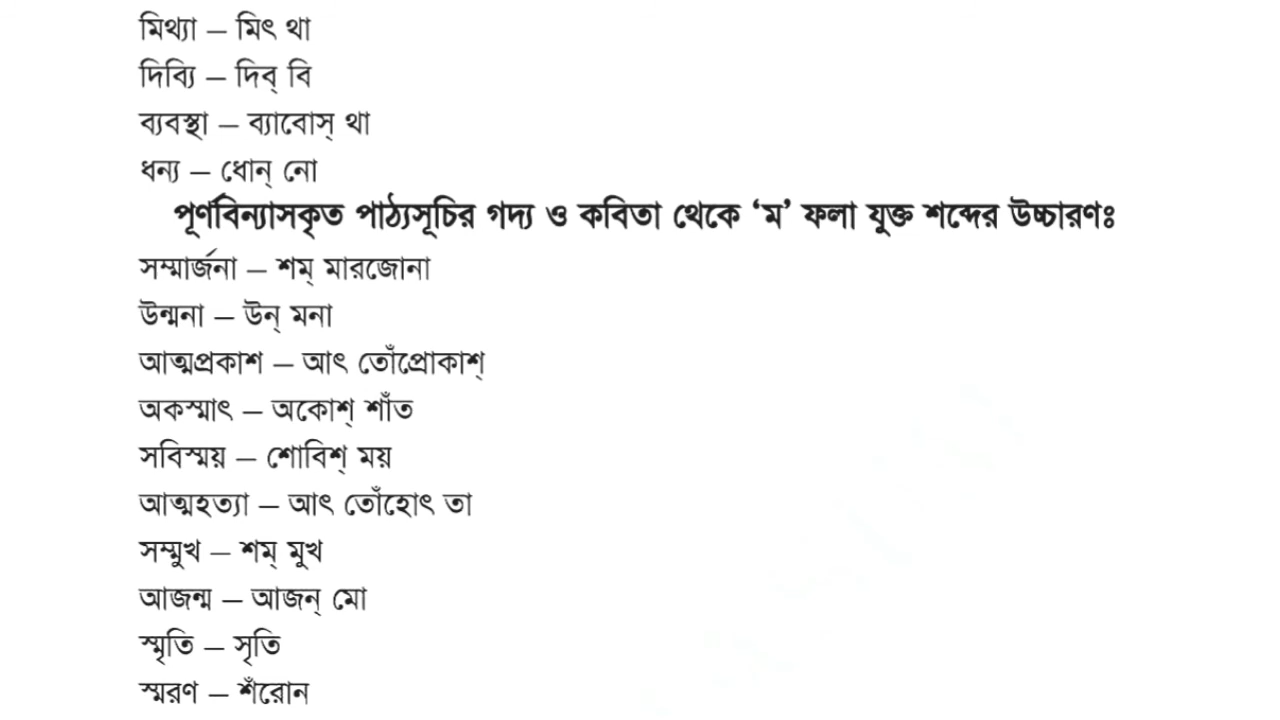 মিথ্যা – মিৎ থা
দিব্যি – দিব্ বি
ব্যবস্থা – ব্যাবোস্ থা
ধন্য – ধোন্ নো
পূর্ণবিন্যাসকৃত পাঠ্যসূচির গদ্য ও কবিতা থেকে ‘ম’ ফলা যুক্ত শব্দের উচ্চারণঃ
সম্মার্জনা – শম্ মারজোনা
উন্মনা – উন্ মনা
আত্মপ্রকাশ – আৎ তোঁপ্রোকাশ্
অকস্মাৎ – অকোশ্ শাঁত
সবিস্ময় – শোবিশ্ ময়
আত্মহত্যা – আৎ তোঁহোৎ তা
সম্মুখ – শম্ মুখ
আজন্ম – আজন্ মো
স্মৃতি – সৃতি
স্মরণ – শঁরোন